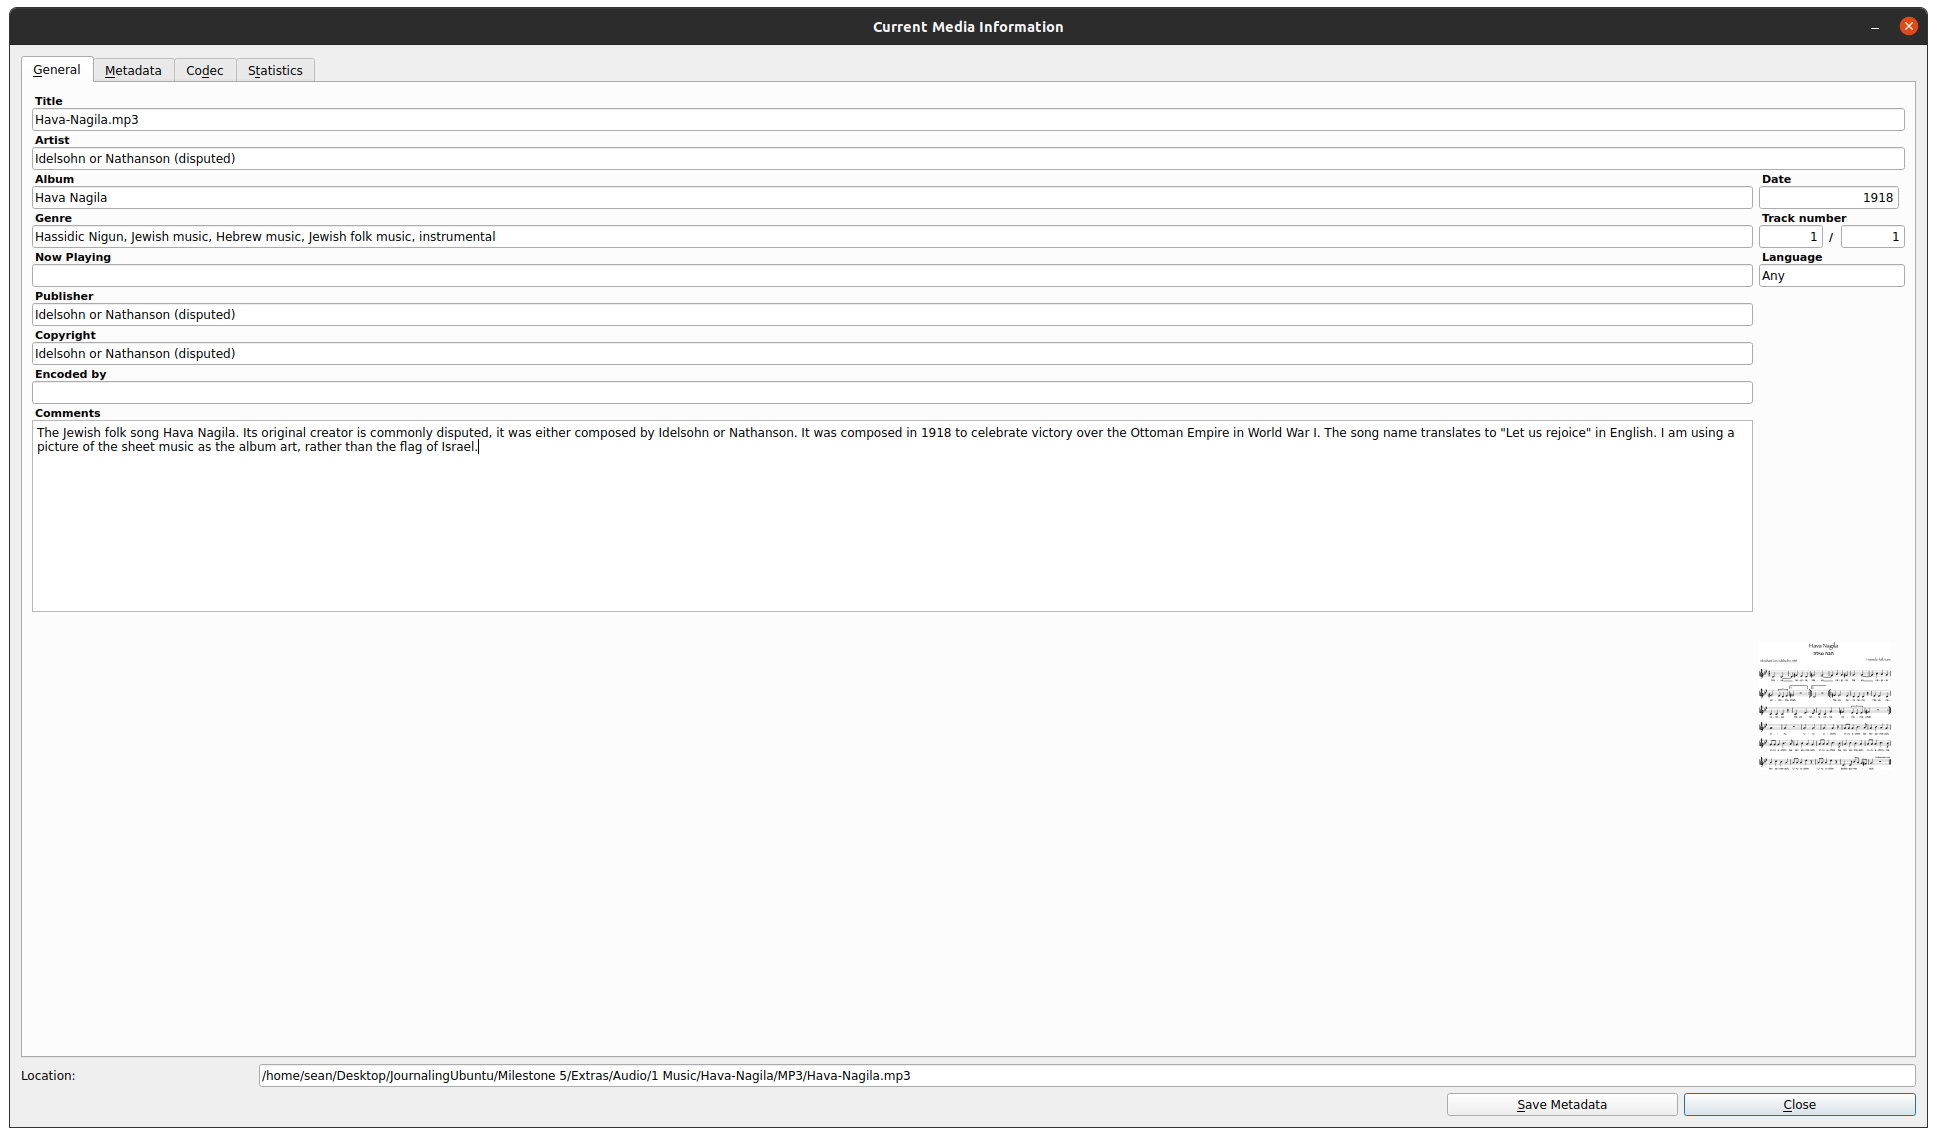 Current Media Information
General Metadata Codec Statistics
Title
Hava-Nagila.mp3
Artist
Idelsohn or Nathanson (disputed)
Album Date
Hava Nagila 1918
Genre Track number
Hassidic Nigun, Jewish music, Hebrew music, Jewish folk music, instrumental 1 / 1
Now Playing Language
Any
Publisher
Idelsohn or Nathanson (disputed)
Copyright
Idelsohn or Nathanson (disputed)
Encoded by
Comments
The Jewish folk song Hava Nagila. Its original creator is commonly disputed, it was either composed by Idelsohn or Nathanson. It was composed in 1918 to celebrate victory over the Ottoman Empire in World War I. The song name translates to "Let us rejoice" in English. I am using a
picture of the sheet music as the album art, rather than the flag of Israel.
Hava Nagila
Location: /home/sean/Desktop/JournalingUbuntu/Milestone 5/Extras/Audio/1 Music/Hava-Nagila/MP3/Hava-Nagila.mp3
Save Metadata Close